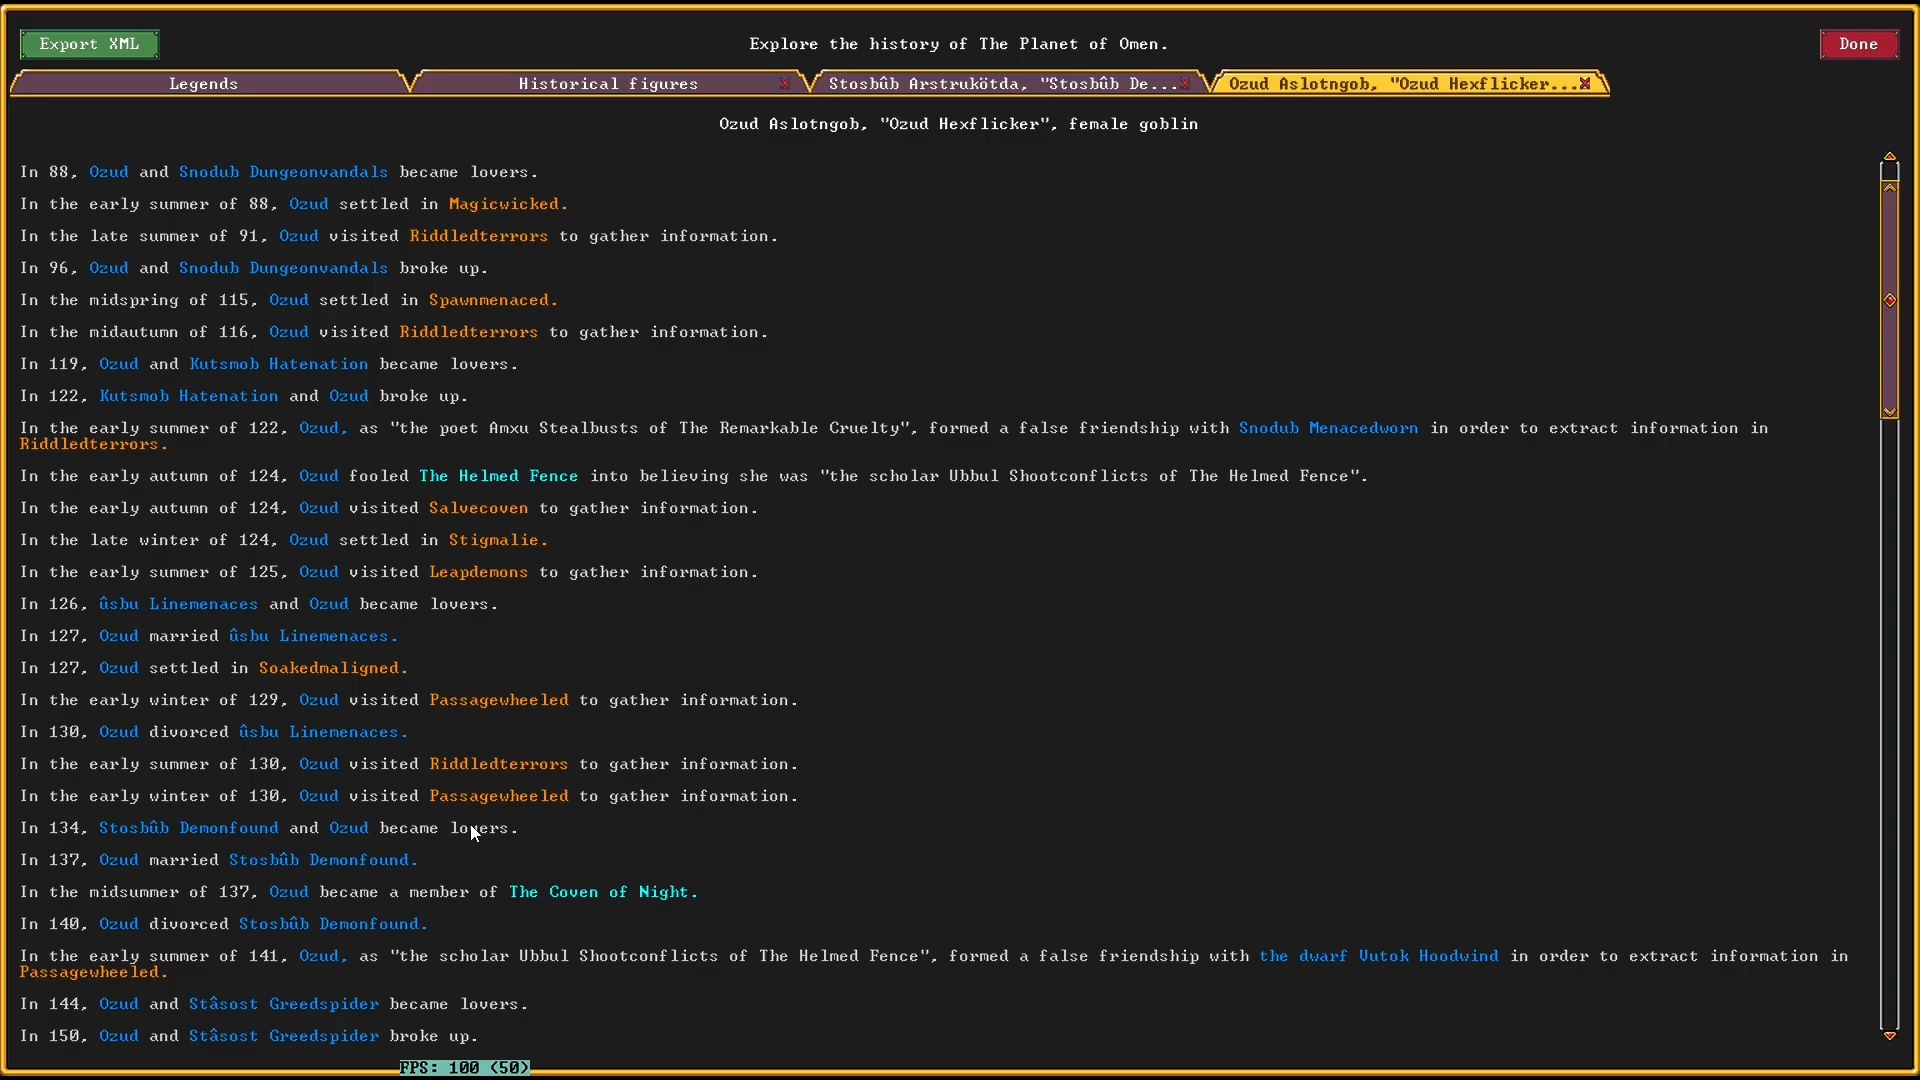 Export XML
Explore the history of The Planet of Omen.
Done
Legends
Historical figures
Stosbûb Arstrukötda, "Stosbûb De...
Ozud Aslotngob, "Ozud Hexflicker...
Ozud Aslotngob, "Ozud Hexflicker", female goblin
In 88, Ozud and Snodub Dungeonvandals became lovers.
In the early summer of 88, Ozud settled in Magicwicked.
In the late summer of 91, Ozud visited Riddledterrors to gather information.
In 96, Ozud and Snodub Dungeonvandals broke up.
In the midspring of 115, Ozud settled in Spawnmenaced.
In the midautumn of 116, Ozud visited Riddledterrors to gather information.
In 119, Ozud and Kutsmob Hatenation became lovers.
In 122, Kutsmob Hatenation and Ozud broke up.
In the early summer of 122, Ozud, as "the poet Amxu Stealbusts of The Remarkable Cruelty", formed a false friendship with Snodub Menacedworn in order to extract information in
Riddledterrors.
In the early autumn of 124, Ozud fooled The Helmed Fence into believing she was "the scholar Ubbul Shootconflicts of The Helmed Fence".
In the early autumn of 124, Ozud visited Salvecoven to gather information.
In the late winter of 124, Ozud settled in Stigmalie.
In the early summer of 125, Ozud visited Leapdemons to gather information.
In 126, ûsbu Linemenaces and Ozud became lovers.
In 127, Ozud married ûsbu Linemenaces.
In 127, Ozud settled in Soakedmaligned.
In the early winter of 129, Ozud visited Passagewheeled to gather information.
In 130, Ozud divorced ûsbu Linemenaces.
In the early summer of 130, Ozud visited Riddledterrors to gather information.
In the early winter of 130, Ozud visited Passagewheeled to gather information.
In 134, Stosbûb Demonfound and Ozud became lovers.
In 137, Ozud married Stosbûb Demonfound.
In the midsummer of 137, Ozud became a member of The Coven of Night.
In 140, Ozud divorced Stosbûb Demonfound.
In the early summer of 141, Ozud, as "the scholar Ubbul Shootconflicts of The Helmed Fence", formed a false friendship with the dwarf Vutok Hoodwind in order to extract information in
Passagewheeled.
In 144, Ozud and Stâsost Greedspider became lovers.
In 150, Ozud and Stâsost Greedspider broke up.
FPS: 100 (50)